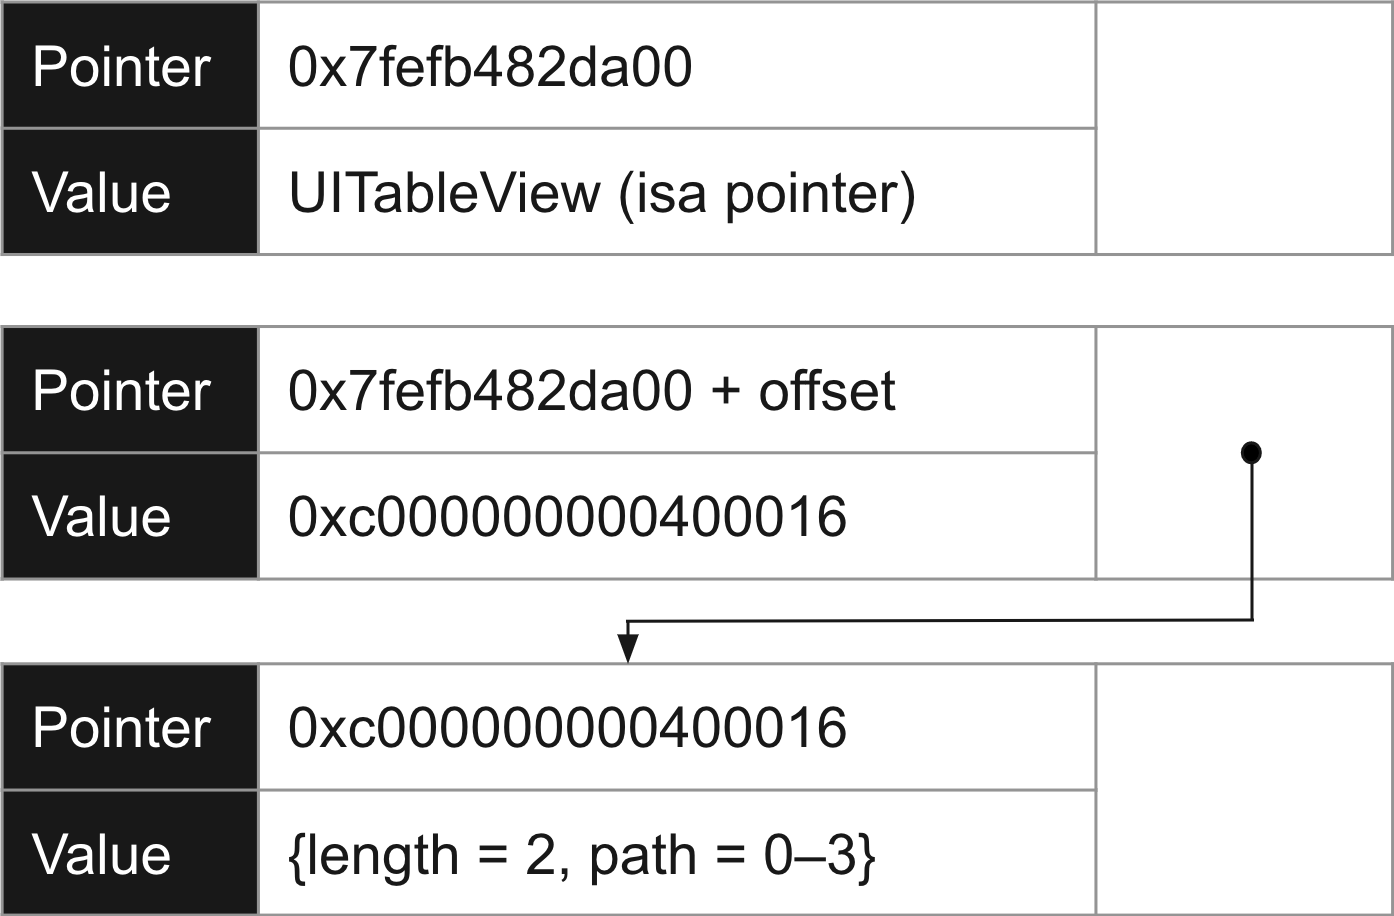 Pointer 0x7fefb482da00
Value UITableView (isa pointer)
Pointer 0x7fefb482da00 + offset
Value 0xc000000000400016
Pointer 0xc000000000400016
Value {length = 2, path = 0–3}